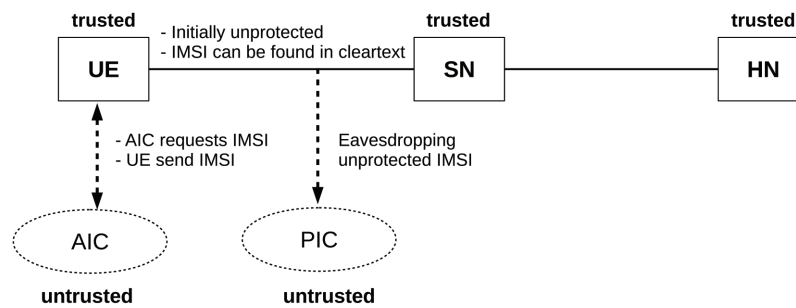 trusted
- Initially unprotected
- IMSI can be found in cleartext
trusted
trusted
UE
SN
HN
- AIC requests IMSI
- UE send IMSI
Eavesdropping
unprotected IMSI
AIC
PIC
untrusted
untrusted